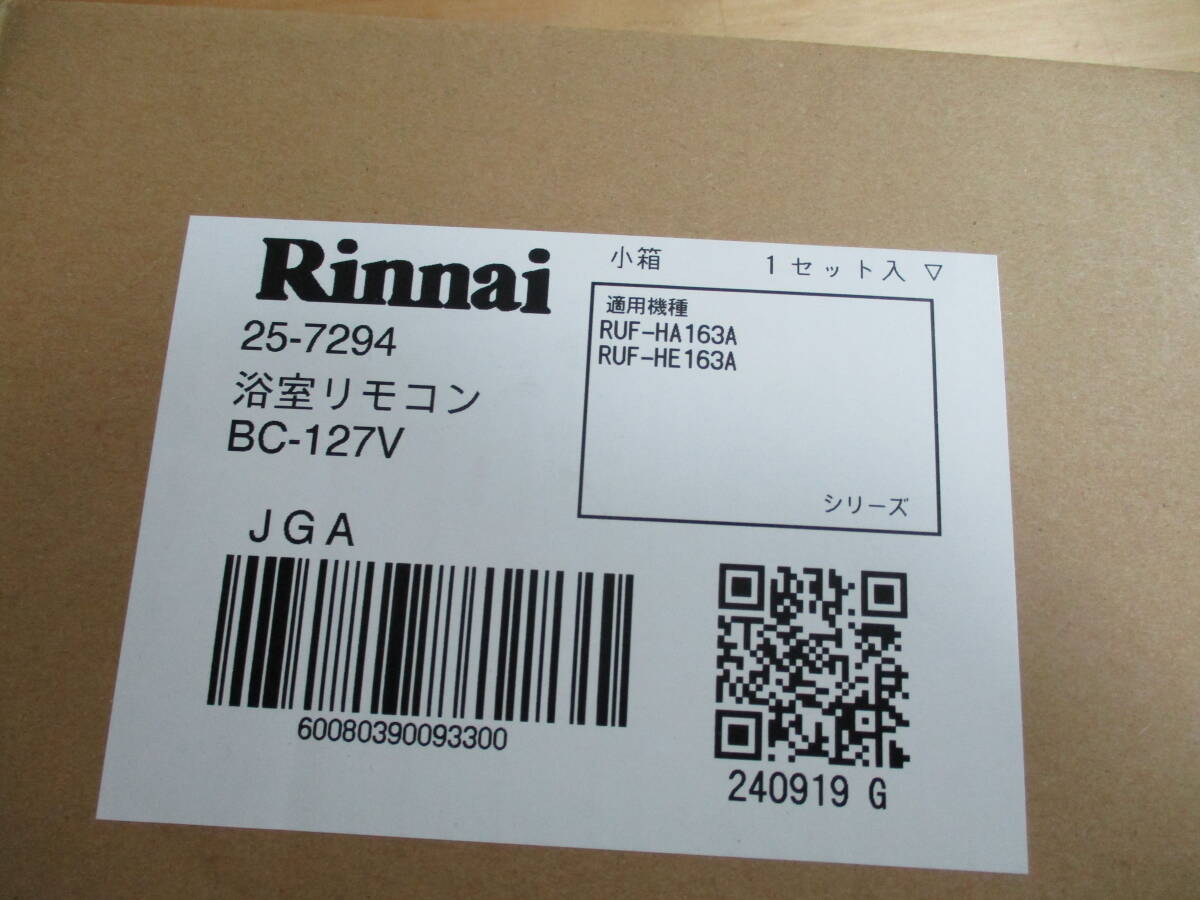 Rinnai
25-7294
浴室リモコン
BC-127V
JGA
60080390093300
小箱 1セット入 ▽
適用機種
RUF-HA163A
RUF-HE163A
シリーズ
240919 G